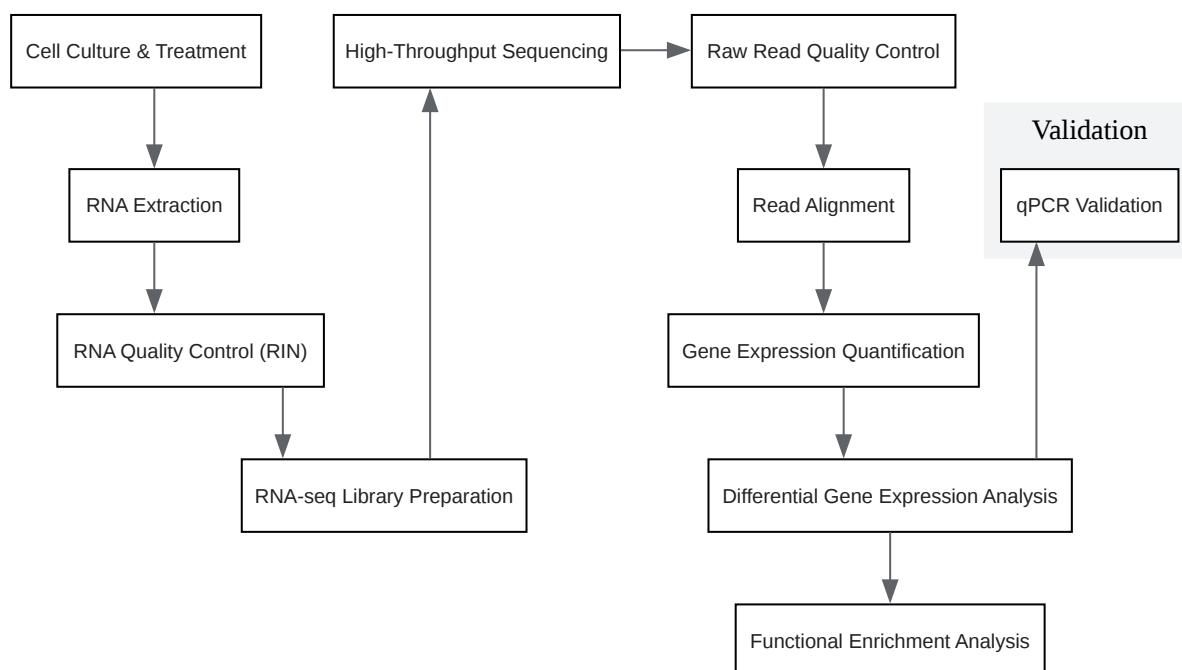 Cell Culture & Treatment
RNA Extraction
RNA Quality Control (RIN)
RNA-seq Library Preparation
High-Throughput Sequencing
Raw Read Quality Control
Read Alignment
Gene Expression Quantification
Differential Gene Expression Analysis
Functional Enrichment Analysis
Validation
qPCR Validation